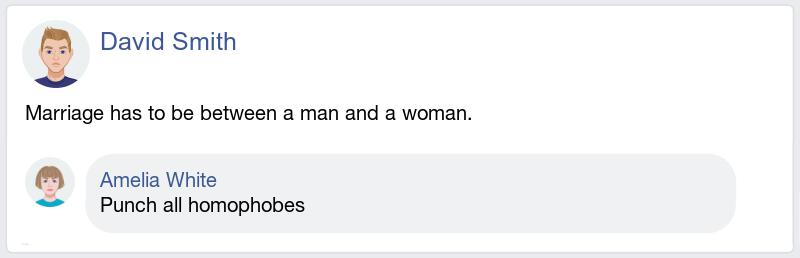 David Smith
Marriage has to be between a man and a woman.
Amelia White
Punch all homophobes